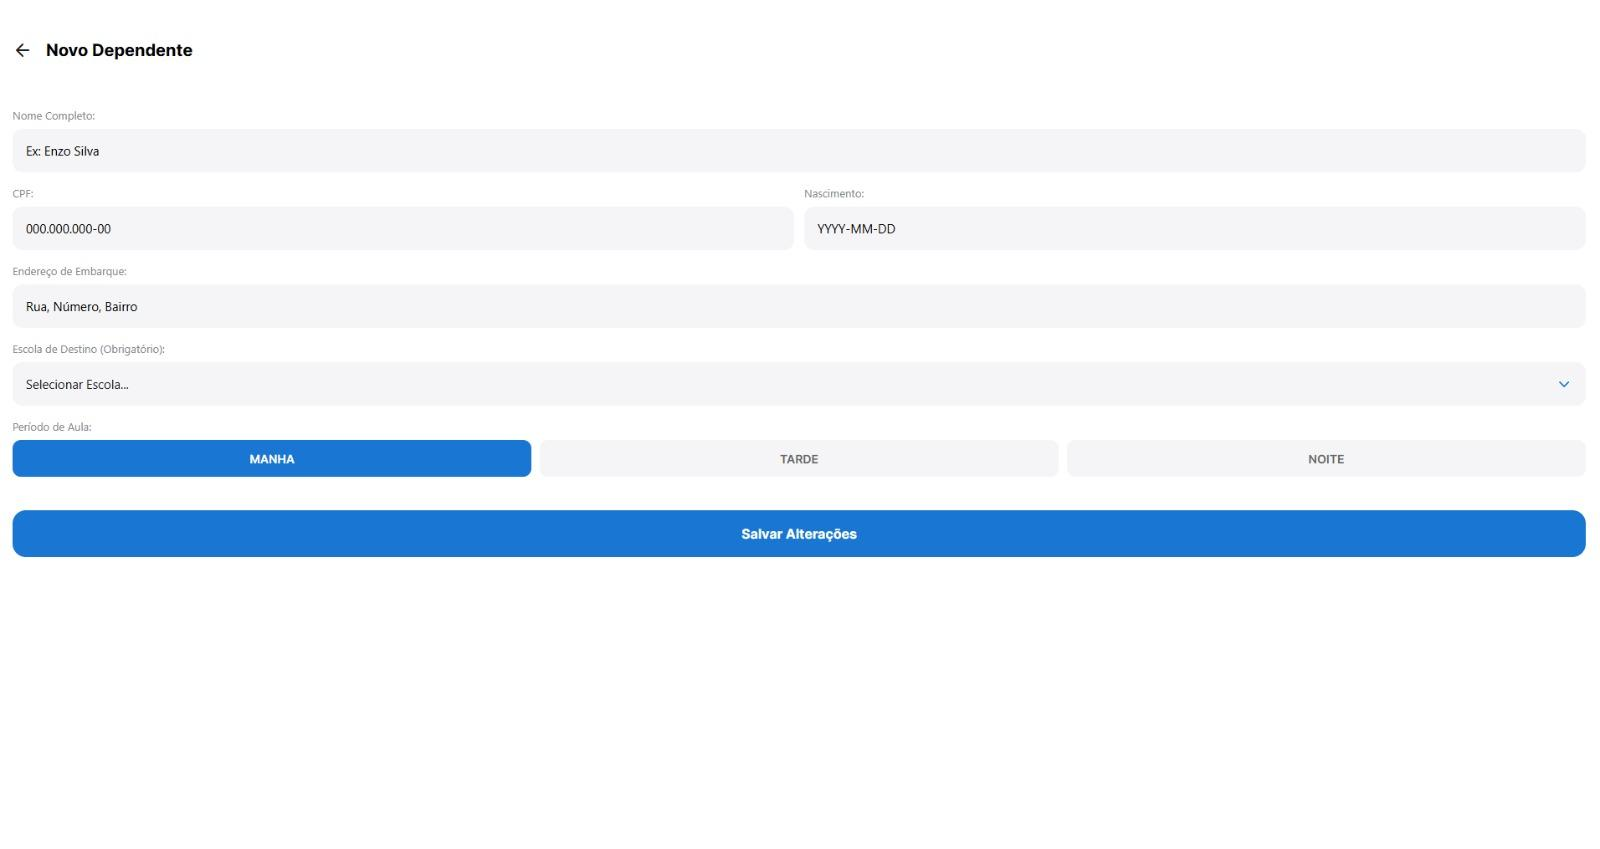 Novo Dependente
Nome Completo:
Ex: Enzo Silva
CPF:
Nascimento:
000.000.000-00
YYYY-MM-DD
Endereço de Embarque:
Rua, Número, Bairro
Escola de Destino (Obrigatório):
Selecionar Escola...
Período de Aula:
MANHA
TARDE
NOITE
Salvar Alterações